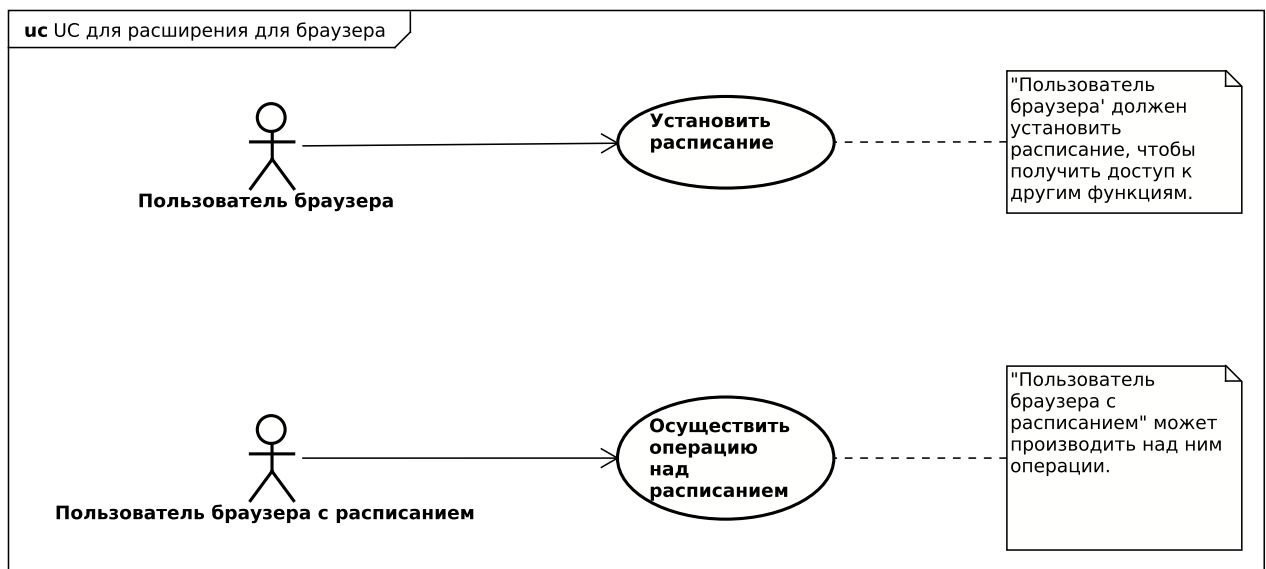 uc UC для расширения для браузера
"Пользователь
браузера' должен
установить
расписание, чтобы
получить доступ к
другим функциям.
Установить
расписание
Пользователь браузера
"Пользователь
браузера с
расписанием" может
производить над ним
операции.
Осуществить
операцию
над
расписанием
Пользователь браузера с расписанием